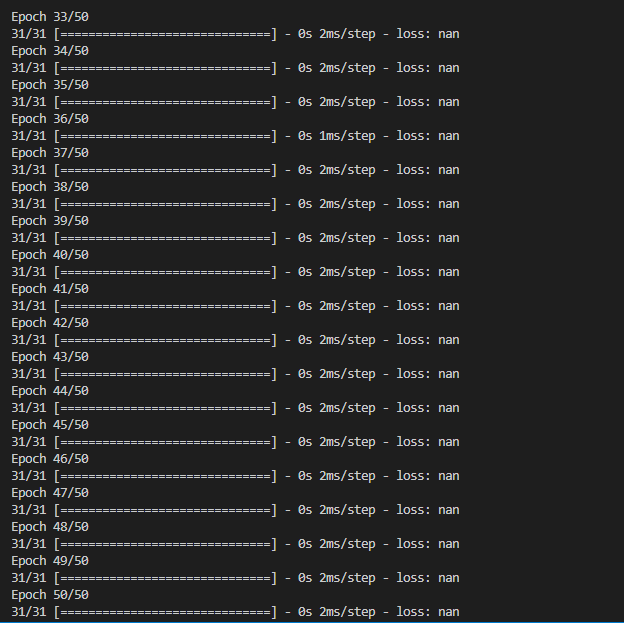 Epoch 33/50
31/31 [==============================] - 0s 2ms/step - loss: nan
Epoch 34/50
31/31 [==============================] - 0s 2ms/step - loss: nan
Epoch 35/50
31/31 [==============================] - 0s 2ms/step - loss: nan
Epoch 36/50
31/31 [==============================] - 0s 1ms/step - loss: nan
Epoch 37/50
31/31 [==============================] - 0s 2ms/step - loss: nan
Epoch 38/50
31/31 [==============================] - 0s 2ms/step - loss: nan
Epoch 39/50
31/31 [==============================] - 0s 2ms/step - loss: nan
Epoch 40/50
31/31 [==============================] - 0s 2ms/step - loss: nan
Epoch 41/50
31/31 [==============================] - 0s 2ms/step - loss: nan
Epoch 42/50
31/31 [==============================] - 0s 2ms/step - loss: nan
Epoch 43/50
31/31 [==============================] - 0s 2ms/step - loss: nan
Epoch 44/50
31/31 [==============================] - 0s 2ms/step - loss: nan
Epoch 45/50
31/31 [==============================] - 0s 2ms/step - loss: nan
Epoch 46/50
31/31 [==============================] - 0s 2ms/step - loss: nan
Epoch 47/50
31/31 [==============================] - 0s 2ms/step - loss: nan
Epoch 48/50
31/31 [==============================] - 0s 2ms/step - loss: nan
Epoch 49/50
31/31 [==============================] - 0s 2ms/step - loss: nan
Epoch 50/50
31/31 [==============================] - 0s 2ms/step - loss: nan